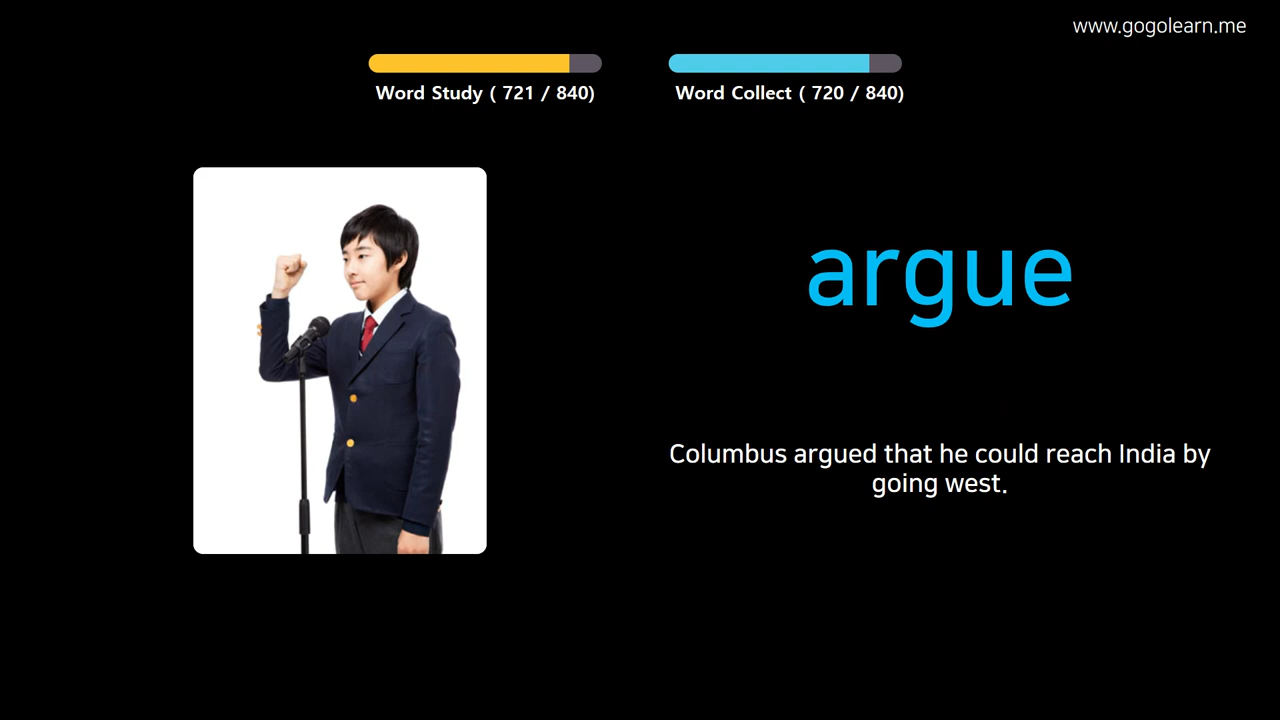 www.gogolearn.me
Word Study ( 721 / 840)
Word Collect ( 720 / 840)
argue
Columbus argued that he could reach India by
going west.